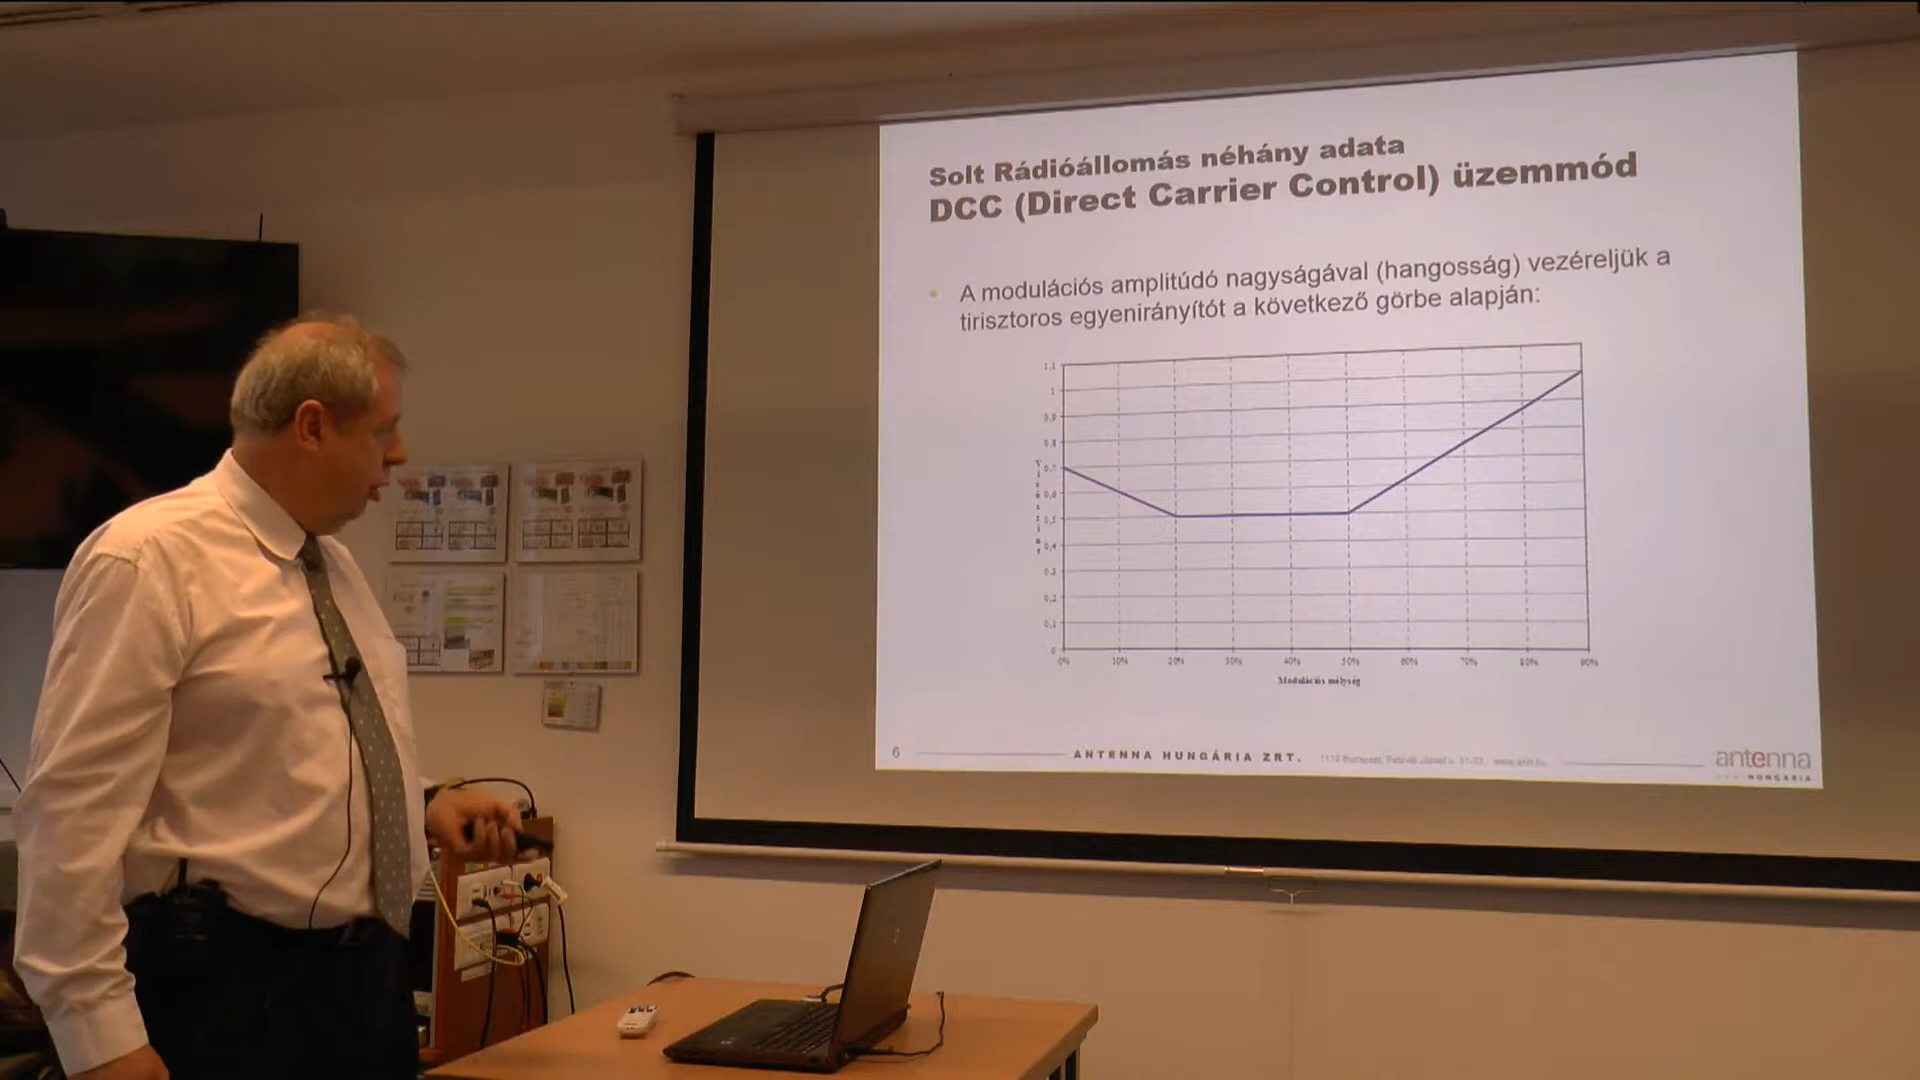 Solt Rádióállomás néhány adata
DCC (Direct Carrier Control) üzemmód
A modulációs amplitúdó nagyságával (hangosság) vezéreljük a
tirisztoros egyenirányítót a következő görbe alapján:
1,1
1
0,9
0,8
0,7
0,6
0,5
0,4
0,3
0,2
0,1
0
0% 10% 20% 30% 40% 50% 60% 70% 80% 90%
Modulációs mélység
6
ANTENNA HUNGÁRIA ZRT.
antenna
HUNGÁRIA